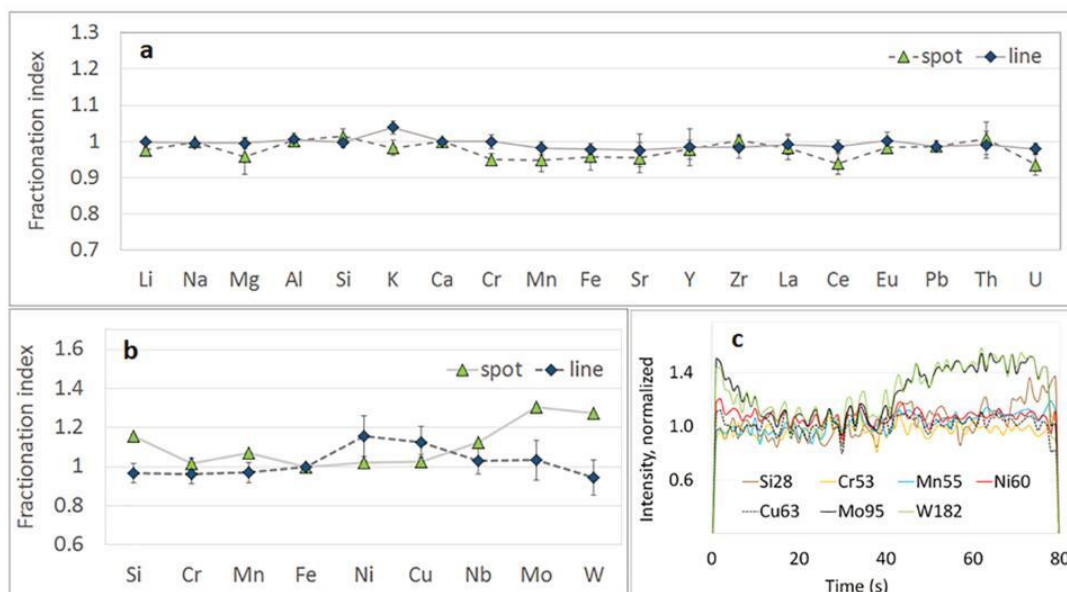 a
spot line
Fractionation index
1.3
1.2
1.1
1
0.9
0.8
0.7
Li Na Mg Al Si K Ca Cr Mn Fe Sr Y Zr La Ce Eu Pb Th U
b
spot line
Fractionation index
1.6
1.4
1.2
1
0.8
0.6
Si Cr Mn Fe Ni Cu Nb Mo W
c
Intensity, normalized
1.4
1.0
0.6
Si28 Cr53 Mn55 Ni60
Cu63 Mo95 W182
0 20 40 60 80
Time (s)